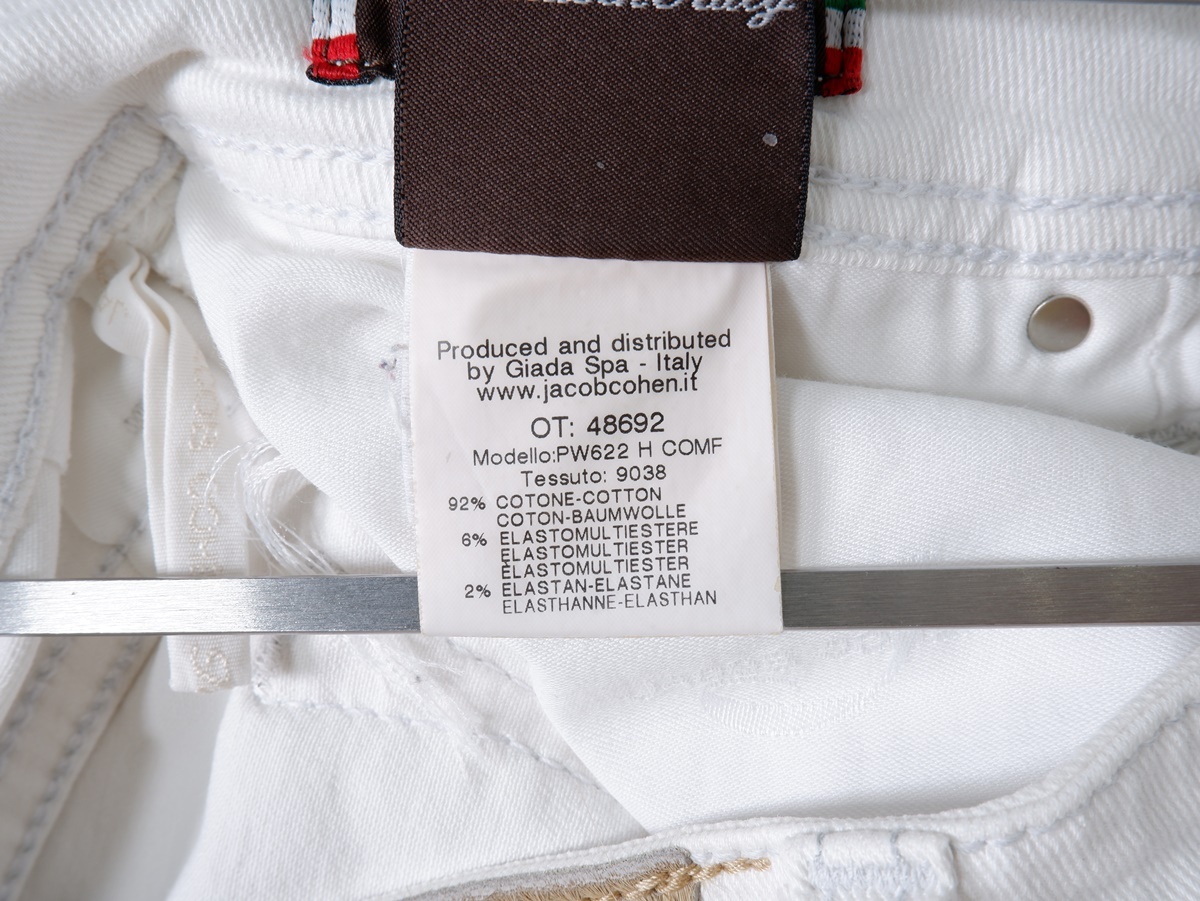 Produced and distributed
by Giada Spa - Italy
www.jacobcohen.it
OT: 48692
Modello:PW622 H COMF
Tessuto: 9038
92% COTONE-COTTON
COTON-BAUMWOLLE
6% ELASTOMULTIESTERE
ELASTOMULTIESTER
ELASTOMULTIESTER
2% ELASTAN-ELASTANE
ELASTHANNE-ELASTHAN